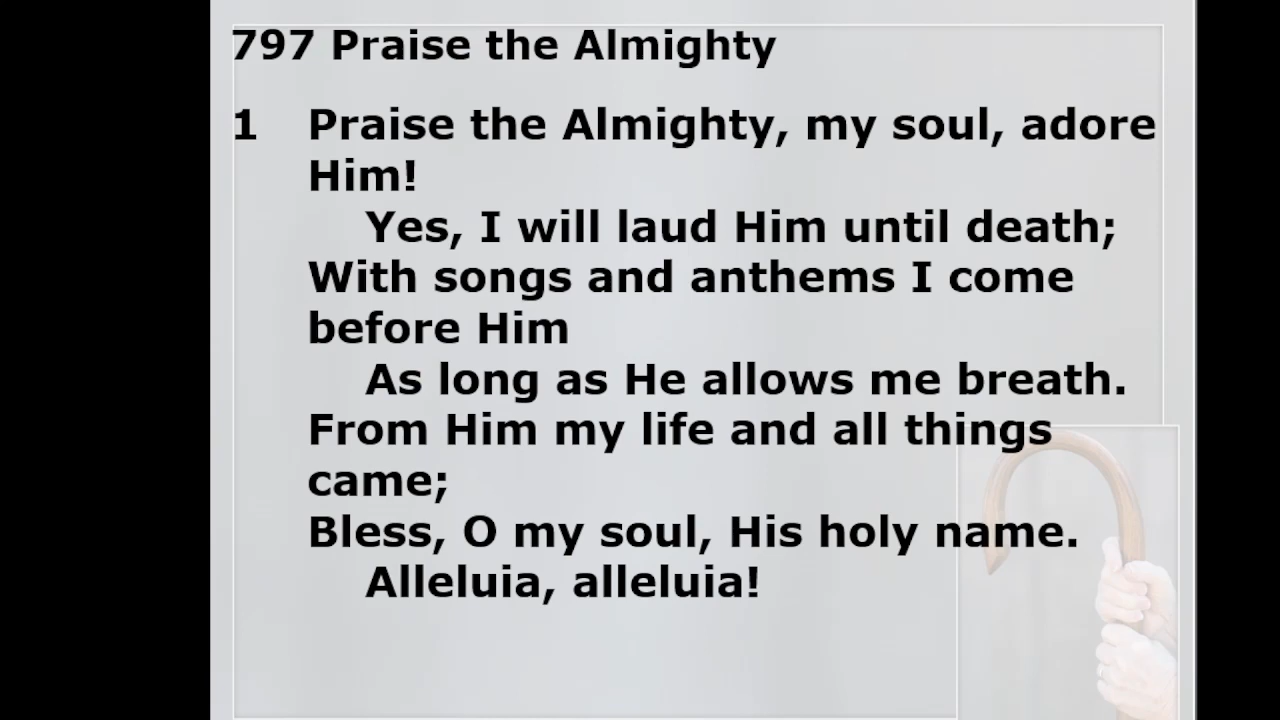 797 Praise the Almighty
1 Praise the Almighty, my soul, adore
Him!
Yes, I will laud Him until death;
With songs and anthems I come
before Him
As long as He allows me breath.
From Him my life and all things
came;
Bless, O my soul, His holy name.
Alleluia, alleluia!